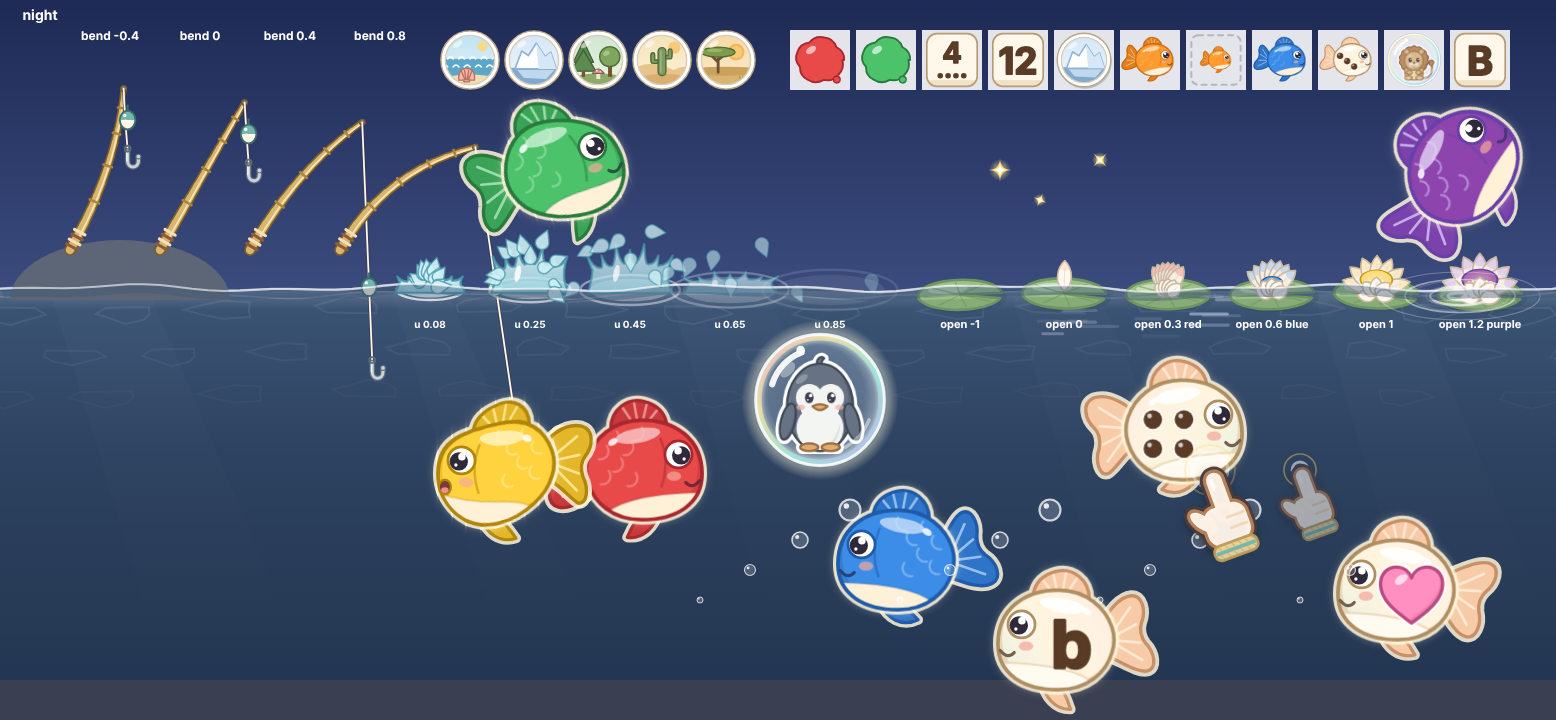 night
bend -0.4 bend 0 bend 0.4 bend 0.8
4 12 B
u 0.08 u 0.25 u 0.45 u 0.65 u 0.85 open -1 open 0 open 0.3 red open 0.6 blue open 1 open 1.2 purple
b